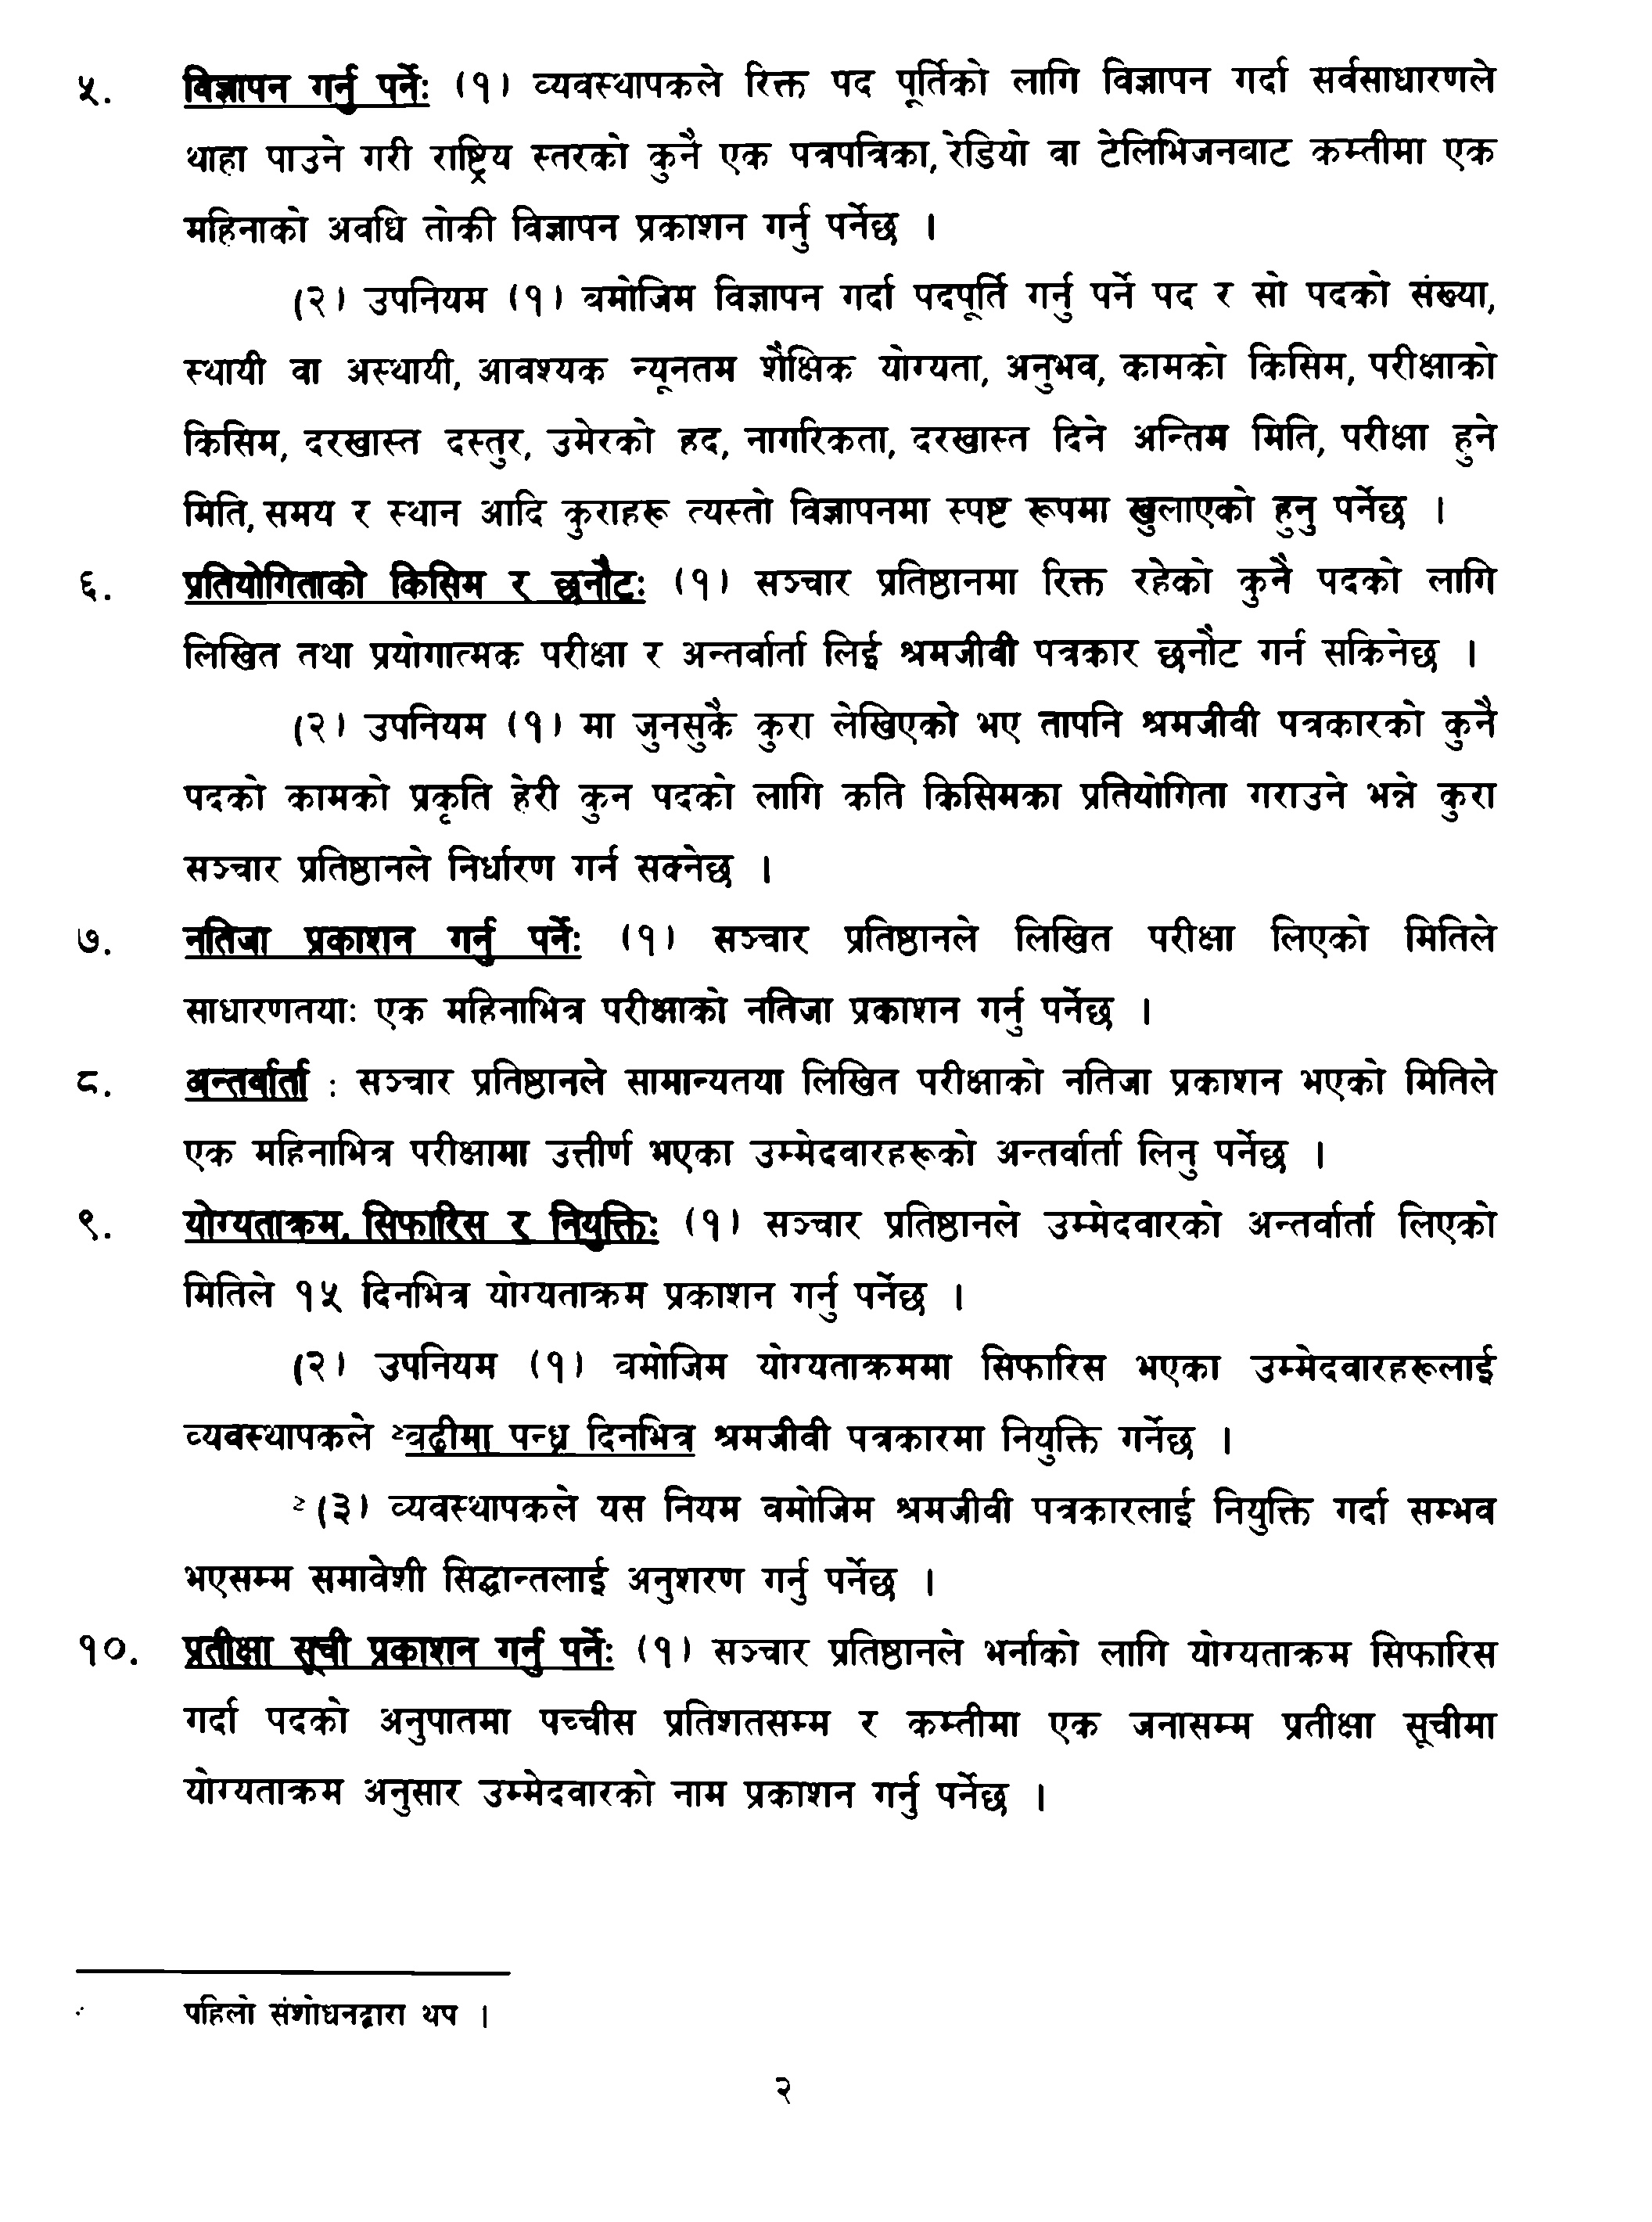 ५. विज्ञापन गर्नु पर्नेः (१) व्यवस्थापकले रिक्त पद पूर्तिको लागि विज्ञापन गर्दा सर्वसाधारणले
थाहा पाउने गरी राष्ट्रिय स्तरको कुनै एक पत्रपत्रिका, रेडियो वा टेलिभिजनबाट कम्तीमा एक
महिनाको अवधि तोकी विज्ञापन प्रकाशन गर्नु पर्नेछ ।
(२) उपनियम (१) बमोजिम विज्ञापन गर्दा पदपूर्ति गर्नु पर्ने पद र सो पदको संख्या,
स्थायी वा अस्थायी, आवश्यक न्यूनतम शैक्षिक योग्यता, अनुभव, कामको किसिम, परीक्षाको
किसिम, दरखास्त दस्तुर, उमेरको हद, नागरिकता, दरखास्त दिने अन्तिम मिति, परीक्षा हुने
मिति, समय र स्थान आदि कुराहरू त्यस्तो विज्ञापनमा स्पष्ट रूपमा खुलाएको हुनु पर्नेछ ।
६. प्रतियोगिताको किसिम र छनौटः (१) सञ्चार प्रतिष्ठानमा रिक्त रहेको कुनै पदको लागि
लिखित तथा प्रयोगात्मक परीक्षा र अन्तर्वार्ता लिई श्रमजीवी पत्रकार छनौट गर्न सकिनेछ ।
(२) उपनियम (१) मा जुनसुकै कुरा लेखिएको भए तापनि श्रमजीवी पत्रकारको कुनै
पदको कामको प्रकृति हेरी कुन पदको लागि कति किसिमका प्रतियोगिता गराउने भन्ने कुरा
सञ्चार प्रतिष्ठानले निर्धारण गर्न सक्नेछ ।
७. नतिजा प्रकाशन गर्नु पर्नेः (१) सञ्चार प्रतिष्ठानले लिखित परीक्षा लिएको मितिले
साधारणतयाः एक महिनाभित्र परीक्षाको नतिजा प्रकाशन गर्नु पर्नेछ ।
८. अन्तर्वार्ता : सञ्चार प्रतिष्ठानले सामान्यतया लिखित परीक्षाको नतिजा प्रकाशन भएको मितिले
एक महिनाभित्र परीक्षामा उत्तीर्ण भएका उम्मेदवारहरूको अन्तर्वार्ता लिनु पर्नेछ ।
९. योग्यताक्रम, सिफारिस र नियुक्तिः (१) सञ्चार प्रतिष्ठानले उम्मेदवारको अन्तर्वार्ता लिएको
मितिले १५ दिनभित्र योग्यताक्रम प्रकाशन गर्नु पर्नेछ ।
(२) उपनियम (१) बमोजिम योग्यताक्रममा सिफारिस भएका उम्मेदवारहरूलाई
व्यवस्थापकले २बढीमा पन्ध्र दिनभित्र श्रमजीवी पत्रकारमा नियुक्ति गर्नेछ ।
२(३) व्यवस्थापकले यस नियम बमोजिम श्रमजीवी पत्रकारलाई नियुक्ति गर्दा सम्भव
भएसम्म समावेशी सिद्धान्तलाई अनुशरण गर्नु पर्नेछ ।
१०. प्रतीक्षा सूची प्रकाशन गर्नु पर्नेः (१) सञ्चार प्रतिष्ठानले भर्नाको लागि योग्यताक्रम सिफारिस
गर्दा पदको अनुपातमा पच्चीस प्रतिशतसम्म र कम्तीमा एक जनासम्म प्रतीक्षा सूचीमा
योग्यताक्रम अनुसार उम्मेदवारको नाम प्रकाशन गर्नु पर्नेछ ।
पहिलो संशोधनद्वारा थप ।
२